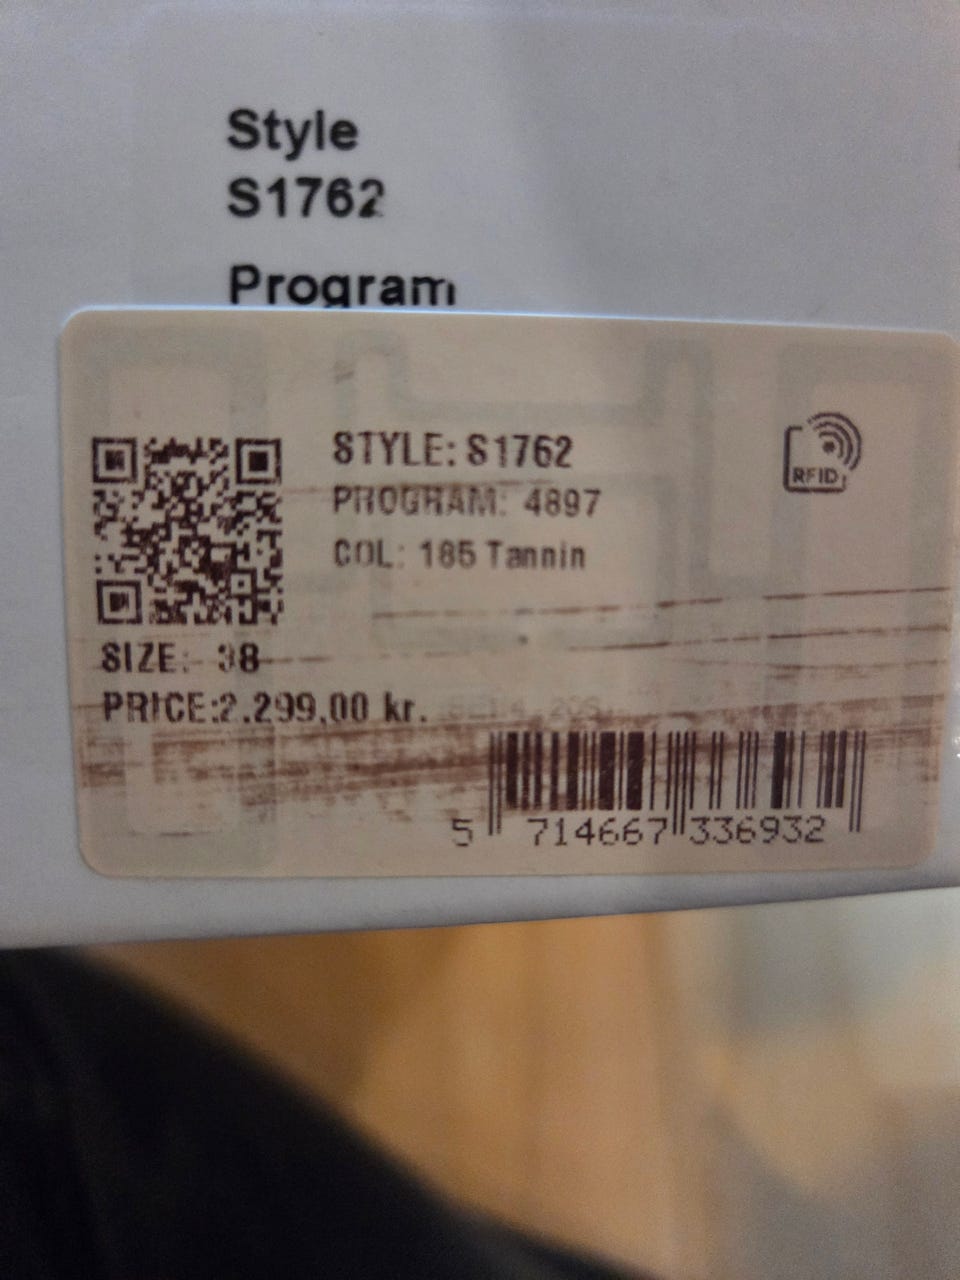 Style
S1762
Program
STYLE: S1762
PROGRAM: 4897
COL: 185 Tannin
RFID
SIZE: 38
PRICE:2.299,00 kr.
5 714667 336932